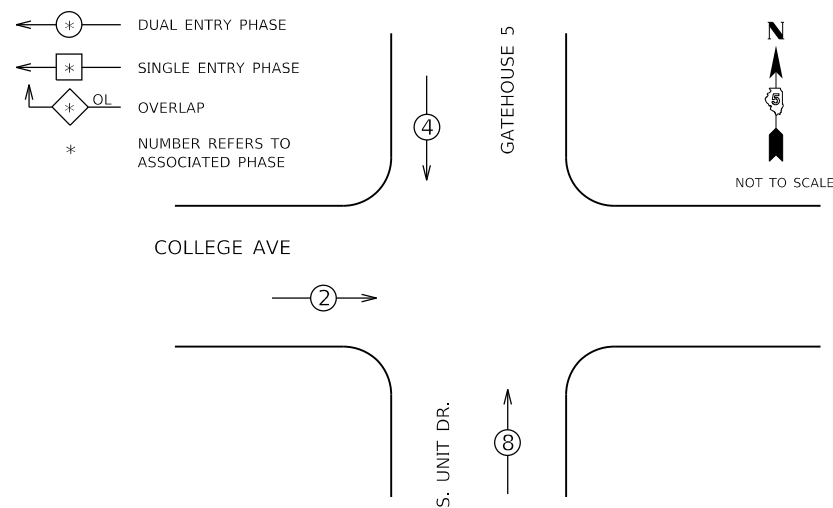 * DUAL ENTRY PHASE
* SINGLE ENTRY PHASE
* OL OVERLAP
* NUMBER REFERS TO
ASSOCIATED PHASE
GATEHOUSE 5
N
5
NOT TO SCALE
4
COLLEGE AVE
2
S. UNIT DR.
8